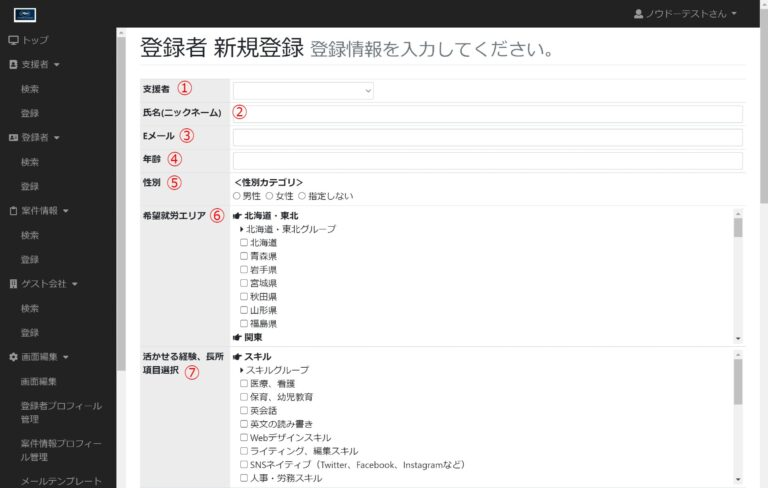 ノウドーテストさん
トップ
支援者
検索
登録
登録者
検索
登録
案件情報
検索
登録
ゲスト会社
検索
登録
画面編集
画面編集
登録者プロフィール
管理
案件情報プロフィー
ル管理
メールテンプレート
登録者 新規登録 登録情報を入力してください。
支援者 ①
氏名(ニックネーム) ②
Eメール ③
年齢 ④
性別 ⑤
<性別カテゴリ>
男性 女性 指定しない
希望就労エリア ⑥
北海道・東北
北海道・東北グループ
北海道
青森県
岩手県
宮城県
秋田県
山形県
福島県
関東
活かせる経験、長所
項目選択 ⑦
スキル
スキルグループ
医療、看護
保育、幼児教育
英会話
英文の読み書き
Webデザインスキル
ライティング、編集スキル
SNSネイティブ（Twitter、Facebook、Instagramなど）
人事・労務スキル